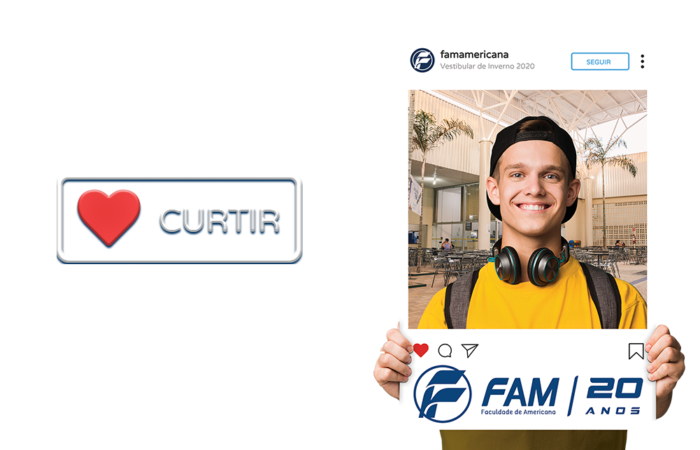 CURTIR
famamericana
Vestibular de Inverno 2020
SEGUIR
FAM
Faculdade de Americana
20
ANOS